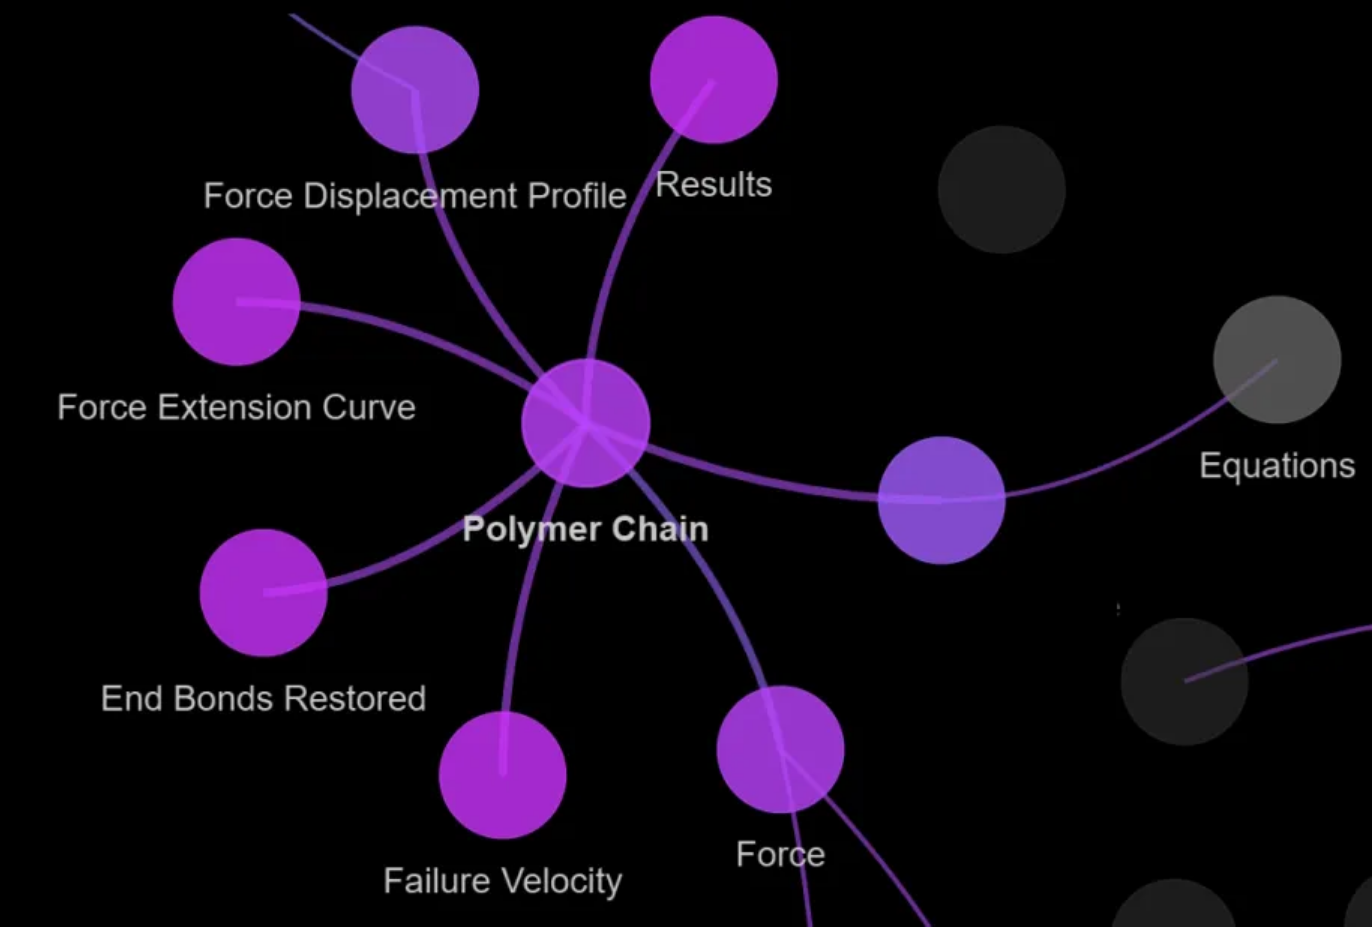 Results
Force Displacement Profile
Force Extension Curve
Equations
Polymer Chain
End Bonds Restored
Force
Failure Velocity